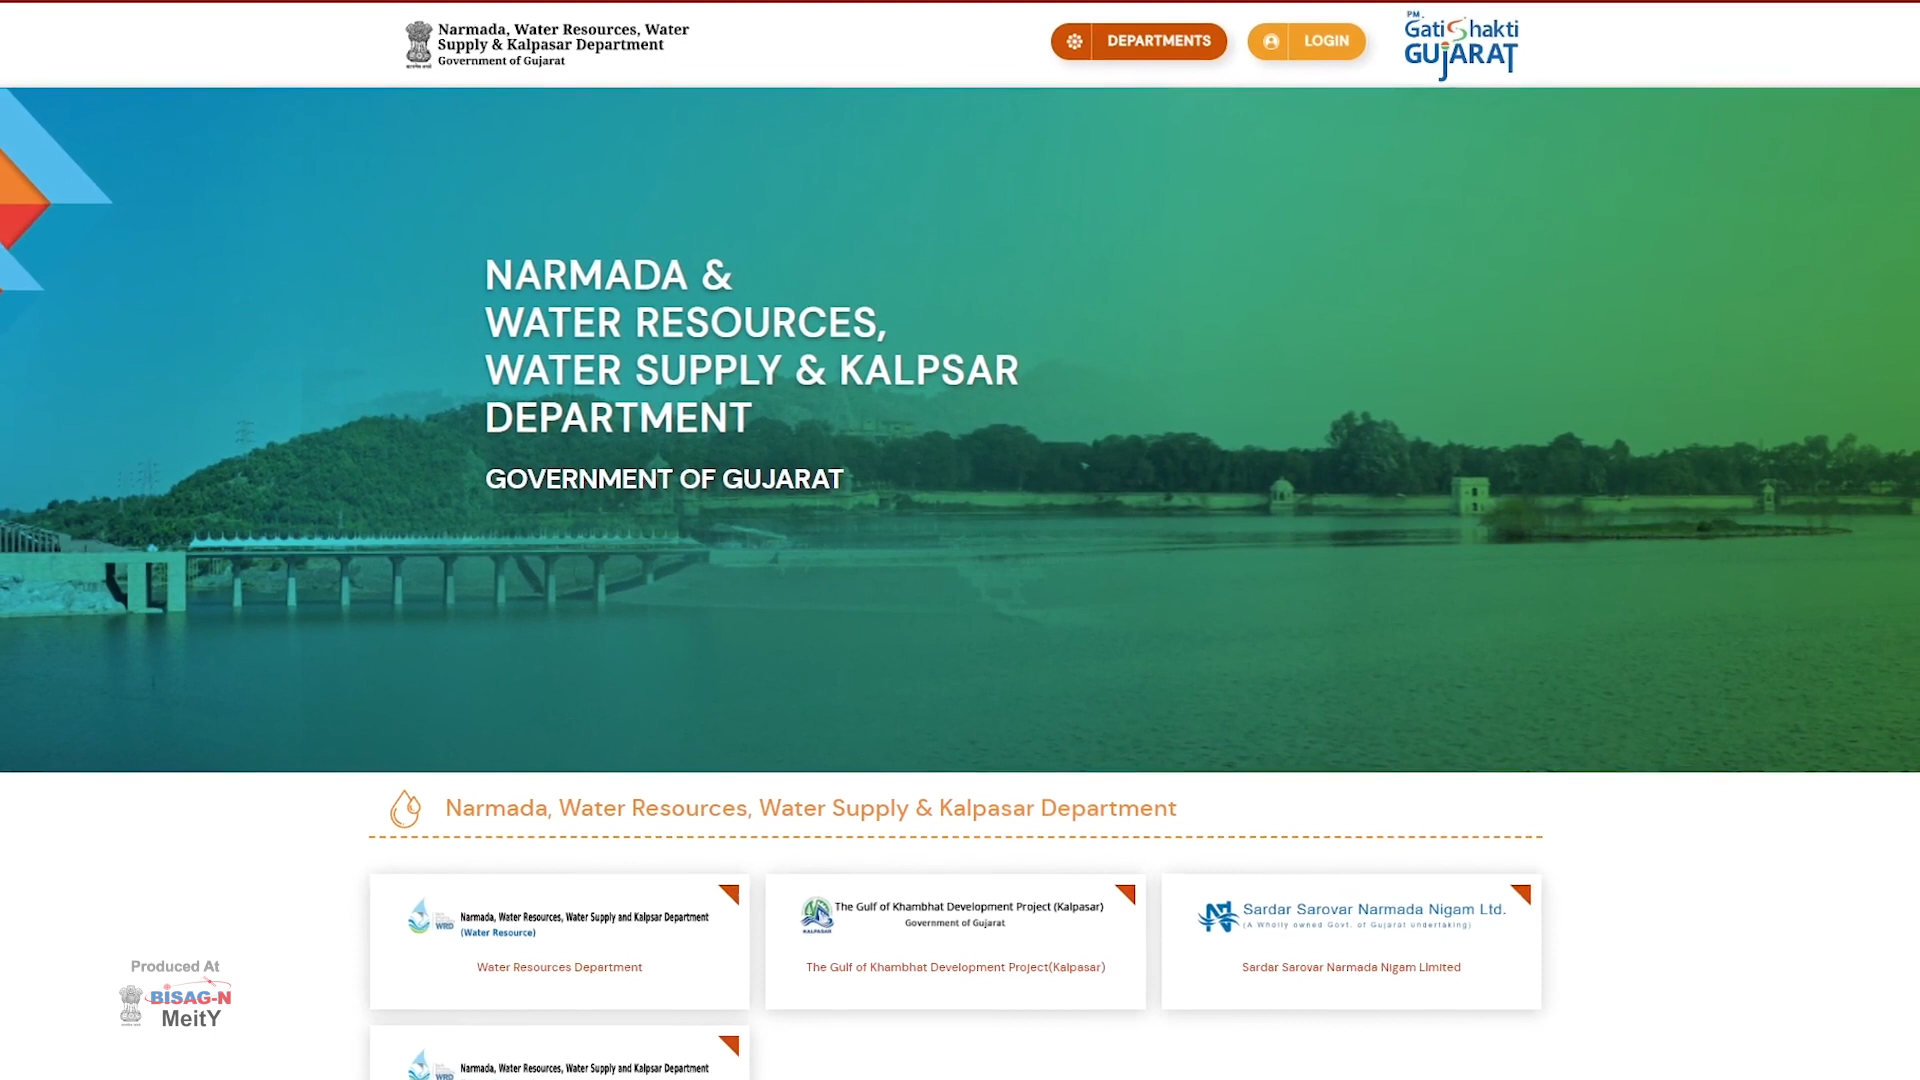 Narmada, Water Resources, Water
Supply & Kalpasar Department
Government of Gujarat
DEPARTMENTS
LOGIN
PM
GatiShakti
GUJARAT
NARMADA &
WATER RESOURCES,
WATER SUPPLY & KALPSAR
DEPARTMENT
GOVERNMENT OF GUJARAT
Narmada, Water Resources, Water Supply & Kalpasar Department
WRD
Narmada, Water Resources, Water Supply and Kalpsar Department
(Water Resource)
Water Resources Department
KALPASAR
The Gulf of Khambhat Development Project (Kalpasar)
Government of Gujarat
The Gulf of Khambhat Development Project(Kalpasar)
Sardar Sarovar Narmada Nigam Ltd.
(A Wholly owned Govt. of Gujarat undertaking)
Sardar Sarovar Narmada Nigam LImited
Produced At
BISAG-N
MeitY
WRD
Narmada, Water Resources, Water Supply and Kalpsar Department